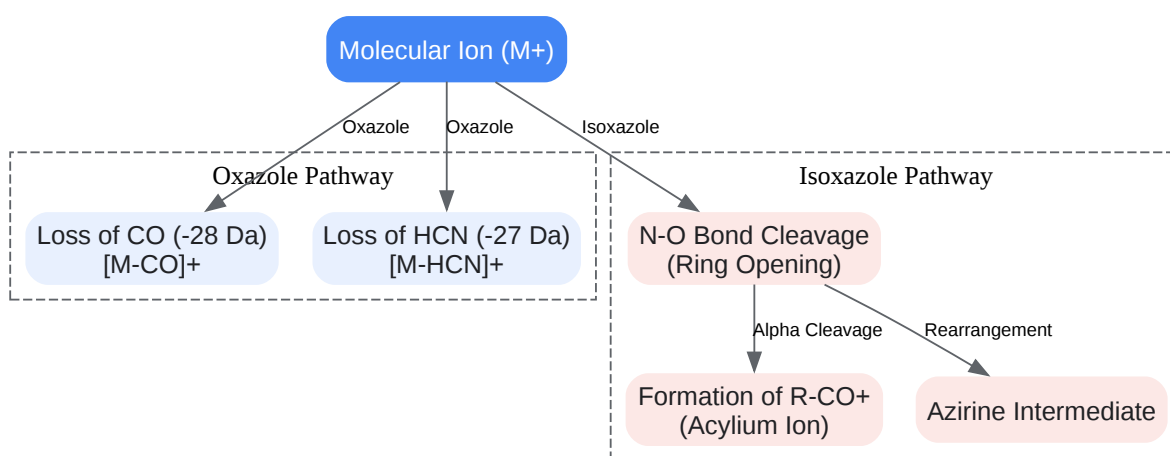 Molecular Ion (M+)
Oxazole
Oxazole
Isoxazole
Oxazole Pathway
Isoxazole Pathway
Loss of CO (-28 Da)
[M-CO]+
Loss of HCN (-27 Da)
[M-HCN]+
N-O Bond Cleavage
(Ring Opening)
Alpha Cleavage
Rearrangement
Formation of R-CO+
(Acylium Ion)
Azirine Intermediate